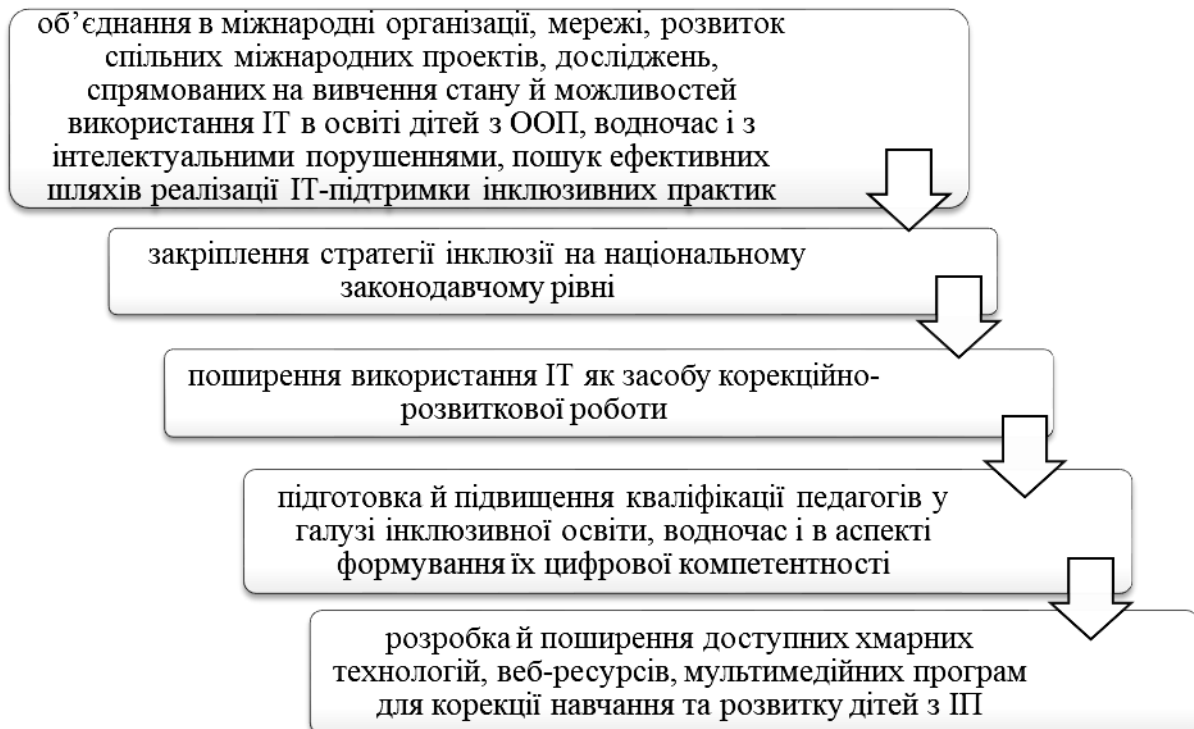 об’єднання в міжнародні організації, мережі, розвиток
спільних міжнародних проектів, досліджень,
спрямованих на вивчення стану й можливостей
використання ІТ в освіті дітей з ООП, водночас і з
інтелектуальними порушеннями, пошук ефективних
шляхів реалізації ІТ-підтримки інклюзивних практик
закріплення стратегії інклюзії на національному
законодавчому рівні
поширення використання ІТ як засобу корекційно-
розвиткової роботи
підготовка й підвищення кваліфікації педагогів у
галузі інклюзивної освіти, водночас і в аспекті
формування їх цифрової компетентності
розробка й поширення доступних хмарних
технологій, веб-ресурсів, мультимедійних програм
для корекції навчання та розвитку дітей з ІП